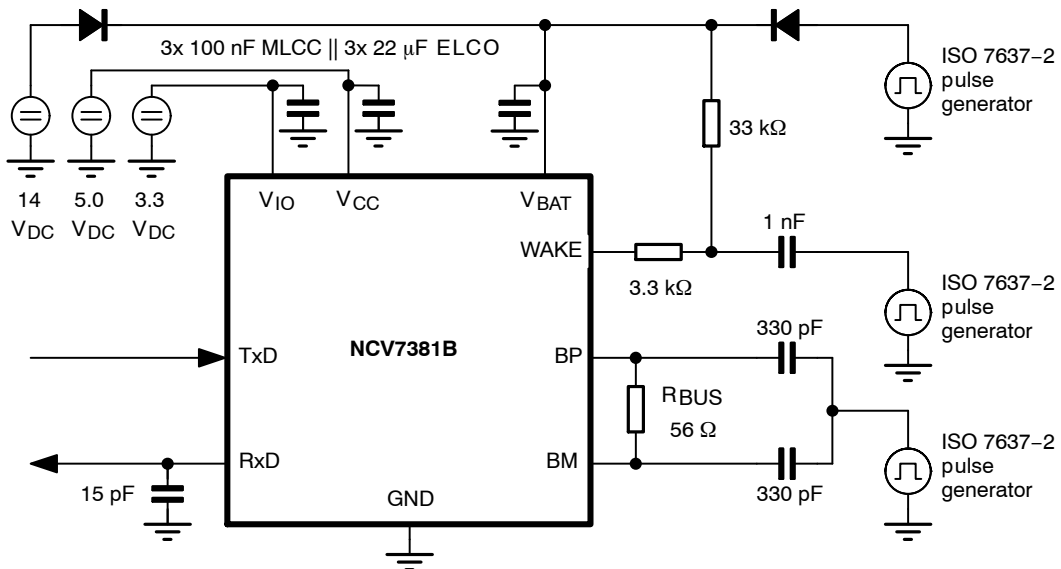 3x 100 nF MLCC || 3x 22 μF ELCO
ISO 7637−2
pulse
generator
33 kΩ
14
VDC
5.0
VDC
3.3
VDC
VIO
VCC
VBAT
WAKE
3.3 kΩ
1 nF
ISO 7637−2
pulse
generator
TxD
NCV7381B
BP
330 pF
RBUS
56 Ω
RxD
BM
330 pF
ISO 7637−2
pulse
generator
15 pF
GND